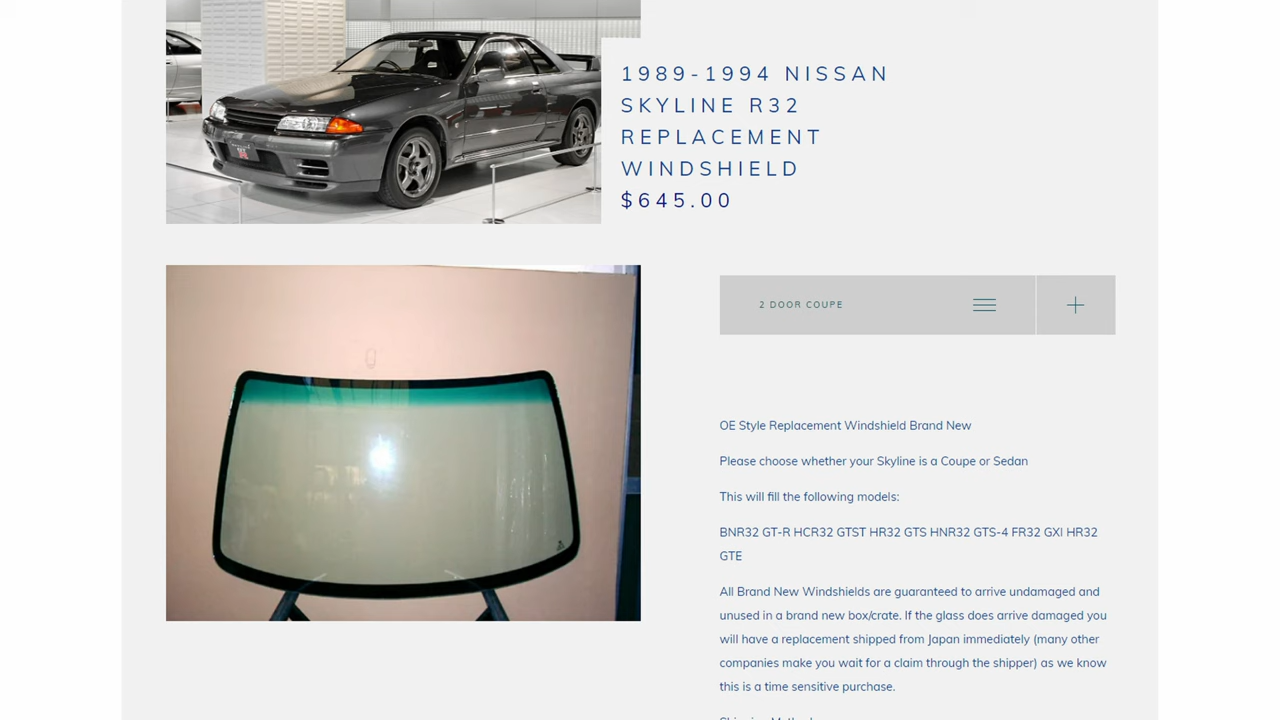 1989-1994 NISSAN
SKYLINE R32
REPLACEMENT
WINDSHIELD
$645.00
2 DOOR COUPE
OE Style Replacement Windshield Brand New
Please choose whether your Skyline is a Coupe or Sedan
This will fill the following models:
BNR32 GT-R HCR32 GTST HR32 GTS HNR32 GTS-4 FR32 GXI HR32
GTE
All Brand New Windshields are guaranteed to arrive undamaged and
unused in a brand new box/crate. If the glass does arrive damaged you
will have a replacement shipped from Japan immediately (many other
companies make you wait for a claim through the shipper) as we know
this is a time sensitive purchase.